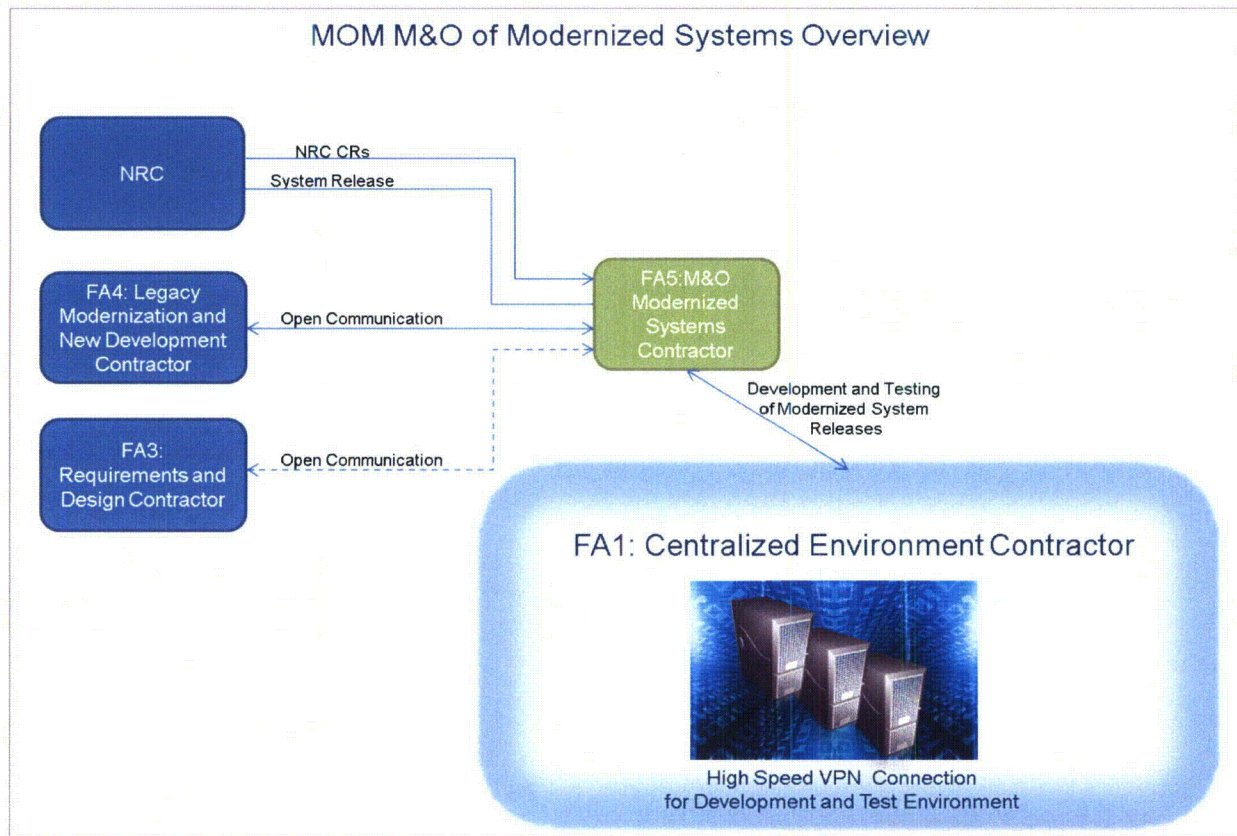 MOM M&O of Modernized Systems Overview
NRC
NRC CRs
System Release
FA4: Legacy
Modernization and
New Development
Contractor
Open Communication
FA5:M&O
Modernized
Systems
Contractor
FA3:
Requirements and
Design Contractor
Open Communication
Development and Testing
of Modernized System
Releases
FA1: Centralized Environment Contractor
High Speed VPN Connection
for Development and Test Environment